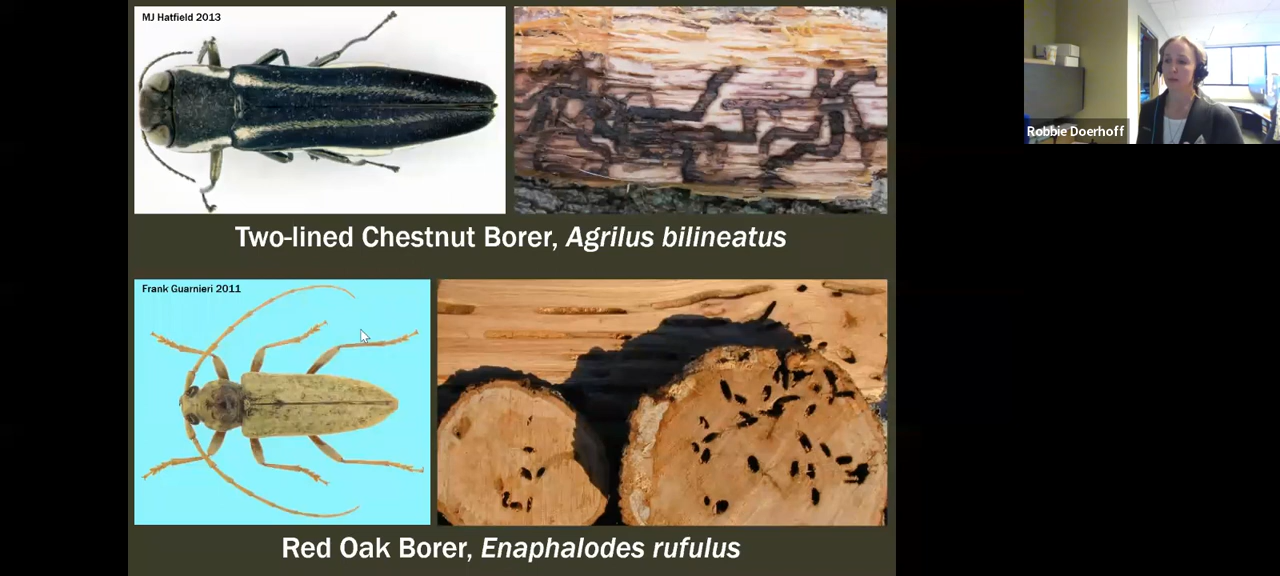 MJ Hatfield 2013
Robbie Doerhoff
Two-lined Chestnut Borer, Agrilus bilineatus
Frank Guarnieri 2011
Red Oak Borer, Enaphalodes rufulus